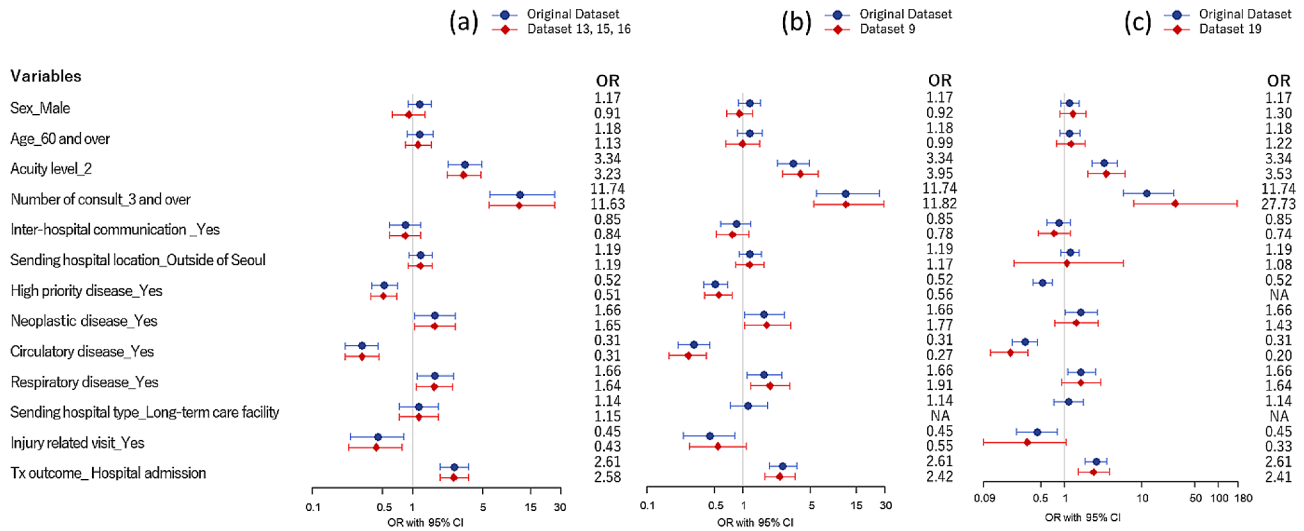 (a) Original Dataset (b) Original Dataset (c) Original Dataset
Dataset 13, 15, 16 Dataset 9 Dataset 19
Variables OR OR OR
1.17 1.17 1.17
Sex_Male
0.91 0.92 1.30
1.18 1.18 1.18
Age_60 and over
1.13 0.99 1.22
3.34 3.34 3.34
Acuity level_2
3.23 3.95 3.53
11.74 11.74 11.74
Number of consult_3 and over
11.63 11.82 27.73
0.85 0.85 0.85
Inter-hospital communication _Yes
0.84 0.78 0.74
1.19 1.19 1.19
Sending hospital location_Outside of Seoul
1.19 1.17 1.08
0.52 0.52 0.52
High priority disease_Yes
0.51 0.56 NA
1.66 1.66 1.66
Neoplastic disease_Yes
1.65 1.77 1.43
0.31 0.31 0.31
Circulatory disease_Yes
0.31 0.27 0.20
1.66 1.66 1.66
Respiratory disease_Yes
1.64 1.91 1.64
1.14 1.14 1.14
Sending hospital type_Long-term care facility
1.15 NA NA
0.45 0.45 0.45
Injury related visit_Yes
0.43 0.55 0.33
2.61 2.61 2.61
Tx outcome_ Hospital admission
2.58 2.42 2.41
0.1 0.5 1 5 10 30 0.1 0.5 1 5 10 30 0.09 0.5 1 10 50 100 180
OR with 95% CI OR with 95% CI OR with 95% CI